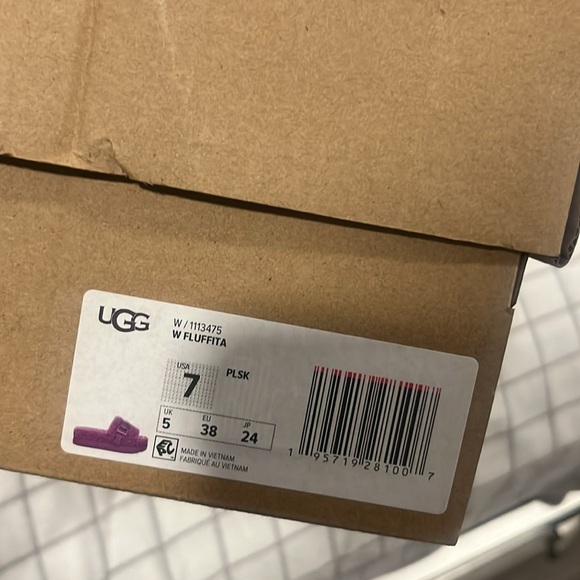 UGG
W / 1113475
W FLUFFITA
USA
7
PLSK
UK EU JP
5 38 24
MADE IN VIETNAM
FABRIQUÉ AU VIETNAM
1 95719 28100 7